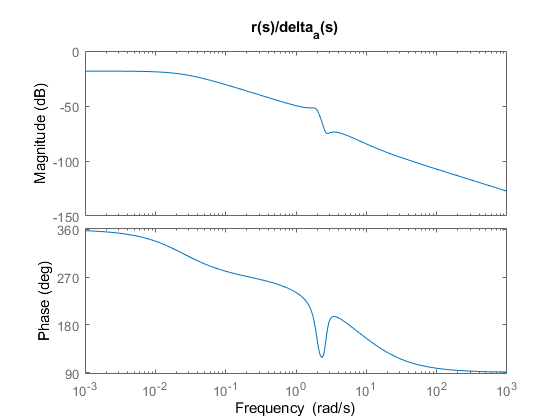 r(s)/delta_a(s)
0
-50
-100
-150
Magnitude (dB)
360
270
180
90
Phase (deg)
10^-3 10^-2 10^-1 10^0 10^1 10^2 10^3
Frequency (rad/s)